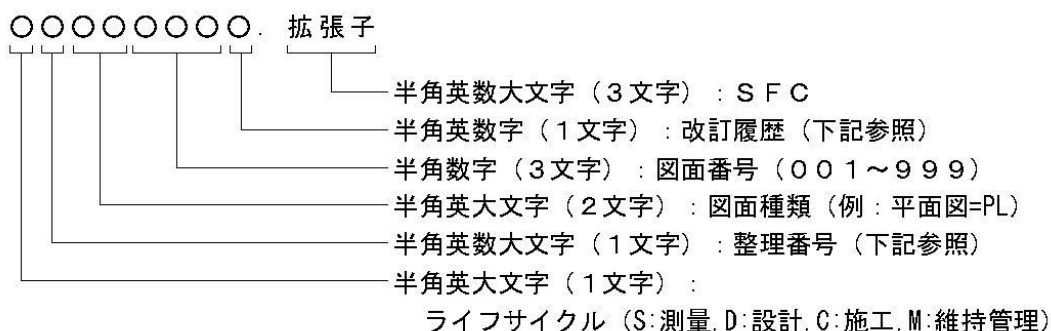 ○○○○○○○○. 拡張子
半角英数大文字（３文字）：ＳＦＣ
半角英数字（１文字）：改訂履歴（下記参照）
半角数字（３文字）：図面番号（００１～９９９）
半角英大文字（２文字）：図面種類（例：平面図=PL）
半角英数大文字（１文字）：整理番号（下記参照）
半角英大文字（１文字）：
ライフサイクル（S:測量,D:設計,C:施工,M:維持管理）